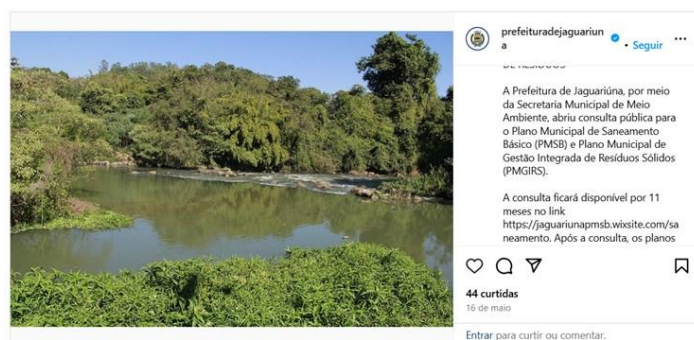 prefeituradejaguariun
a
• Seguir
DE RESÍDUOS
A Prefeitura de Jaguariúna, por meio
da Secretaria Municipal de Meio
Ambiente, abriu consulta pública para
o Plano Municipal de Saneamento
Básico (PMSB) e Plano Municipal de
Gestão Integrada de Resíduos Sólidos
(PMGIRS).
A consulta ficará disponível por 11
meses no link
https://jaguariunapmsb.wixsite.com/sa
neamento. Após a consulta, os planos
44 curtidas
16 de maio
Entrar para curtir ou comentar.